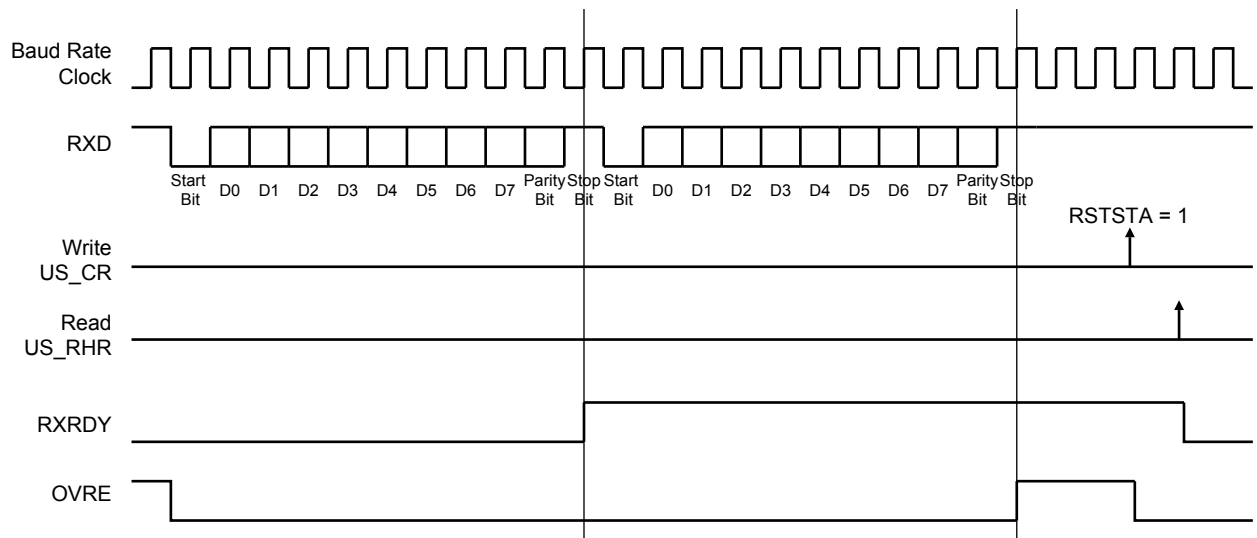 Baud Rate
Clock
RXD
Start
Bit
D0 D1 D2 D3 D4 D5 D6 D7
Parity
Bit
Stop
Bit
Start
Bit
D0 D1 D2 D3 D4 D5 D6 D7
Parity
Bit
Stop
Bit
RSTSTA = 1
Write
US_CR
Read
US_RHR
RXRDY
OVRE